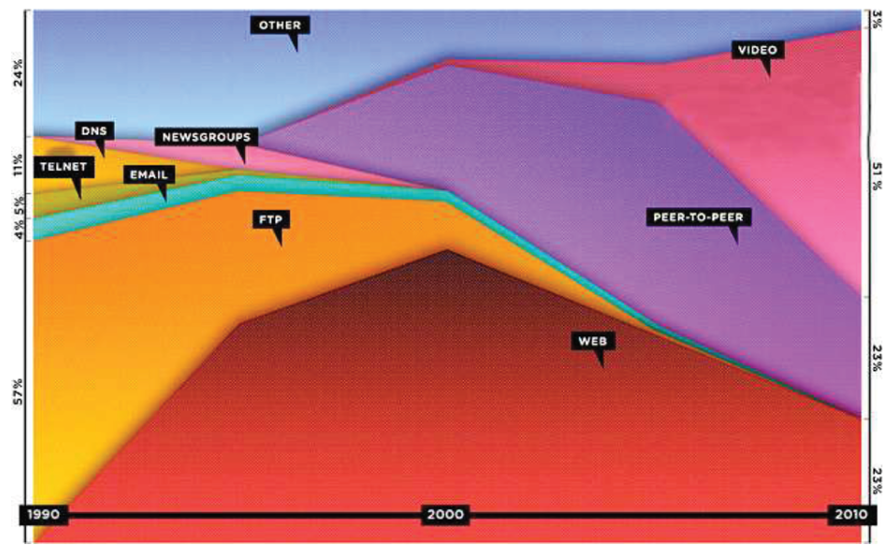 OTHER
3%
VIDEO
24%
DNS
NEWSGROUPS
11%
TELNET
EMAIL
51%
5%
FTP
PEER-TO-PEER
4%
WEB
23%
57%
23%
1990
2000
2010